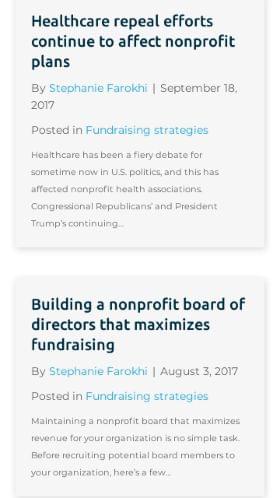 Healthcare repeal efforts
continue to affect nonprofit
plans
By Stephanie Farokhi | September 18,
2017
Posted in Fundraising strategies
Healthcare has been a fiery debate for
sometime now in U.S. politics, and this has
affected nonprofit health associations.
Congressional Republicans' and President
Trump's continuing...
Building a nonprofit board of
directors that maximizes
fundraising
By Stephanie Farokhi | August 3, 2017
Posted in Fundraising strategies
Maintaining a nonprofit board that maximizes
revenue for your organization is no simple task.
Before recruiting potential board members to
your organization, here's a few...